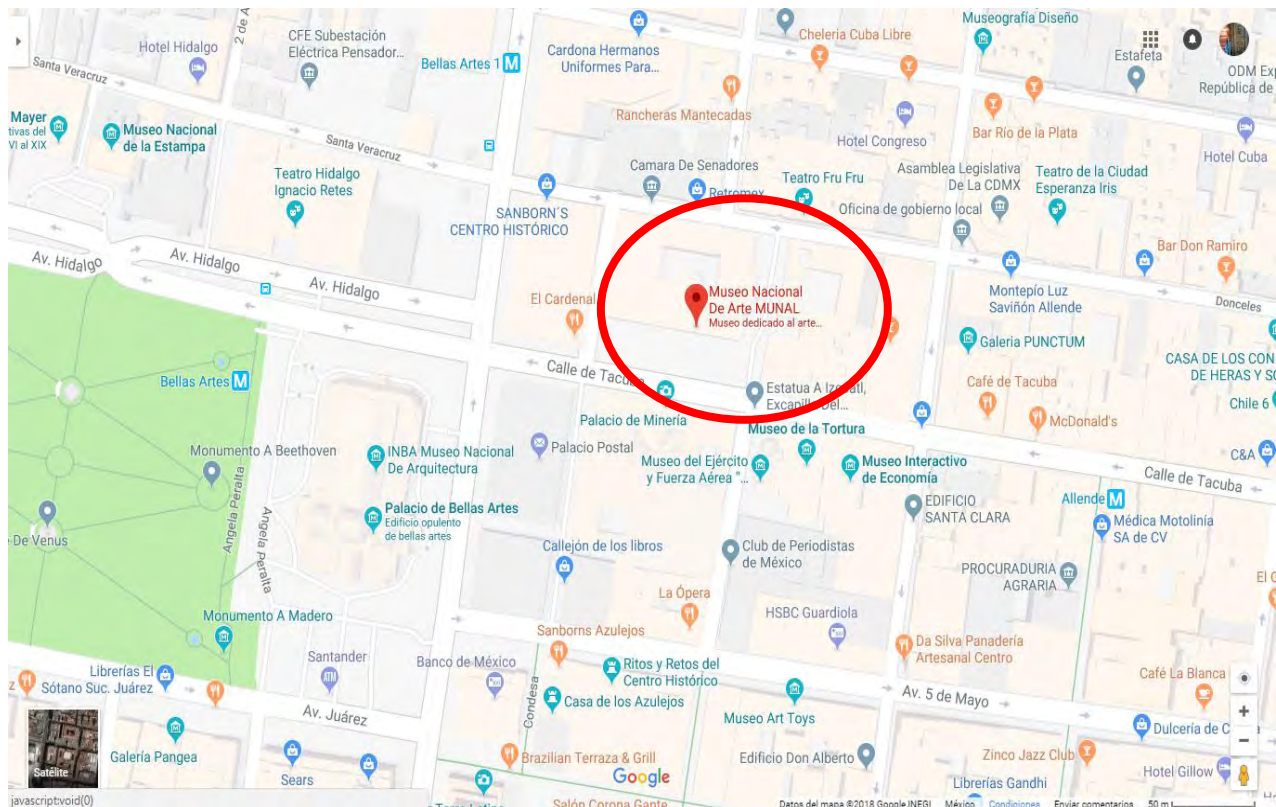 Museografía Diseño
Hotel Hidalgo
2 de A
CFE Subestación
Eléctrica Pensador...
Bellas Artes 1 M
Cardona Hermanos
Uniformes Para...
Cheleria Cuba Libre
Estafeta
ODM Exp
República de
Santa Veracruz
Mayer
tivas del
VI al XIX
Museo Nacional
de la Estampa
Santa Veracruz
Rancheras Mantecadas
Hotel Congreso
Bar Río de la Plata
Hotel Cuba
Teatro Hidalgo
Ignacio Retes
Camara De Senadores
Retromex
Teatro Fru Fru
Asamblea Legislativa
De La CDMX
Teatro de la Ciudad
Esperanza Iris
SANBORN´S
CENTRO HISTÓRICO
Oficina de gobierno local
Bar Don Ramiro
Av. Hidalgo
Av. Hidalgo
Av. Hidalgo
El Cardenal
Museo Nacional
De Arte MUNAL
Museo dedicado al arte...
Montepío Luz
Saviñón Allende
Donceles
Galeria PUNCTUM
CASA DE LOS CON
DE HERAS Y SO
Bellas Artes M
Calle de Tacuba
Estatua A
Café de Tacuba
Chile 6
McDonald's
Palacio de Minería
Museo de la Tortura
Monumento A Beethoven
INBA Museo Nacional
De Arquitectura
Palacio Postal
Museo del Ejército
y Fuerza Aérea "...
Museo Interactivo
de Economía
C&A
Calle de Tacuba
Angela Peralta
Angela Peralta
Palacio de Bellas Artes
Edificio opulento
de bellas artes
EDIFICIO
SANTA CLARA
Allende M
Médica Motolinía
SA de CV
De Venus
Callejón de los libros
Club de Periodistas
de México
PROCURADURIA
AGRARIA
El C
La Ópera
HSBC Guardiola
Monumento A Madero
Sanborns Azulejos
Da Silva Panadería
Artesanal Centro
Santander
ATM
Banco de México
Ritos y Retos del
Centro Histórico
Librerías El
Sótano Suc. Juárez
Condesa
Casa de los Azulejos
Av. 5 de Mayo
Café La Blanca
Av. Juárez
Museo Art Toys
Dulcería de C
Satélite
Galería Pangea
Sears
Brazilian Terraza & Grill
Edificio Don Alberto
Zinco Jazz Club
Hotel Gillow
Google
Librerías Gandhi
javascript:void(0)
Salón Corona Gante
Datos del mapa ©2018 Google INEGI
México
Condiciones
Enviar comentarios
50 m